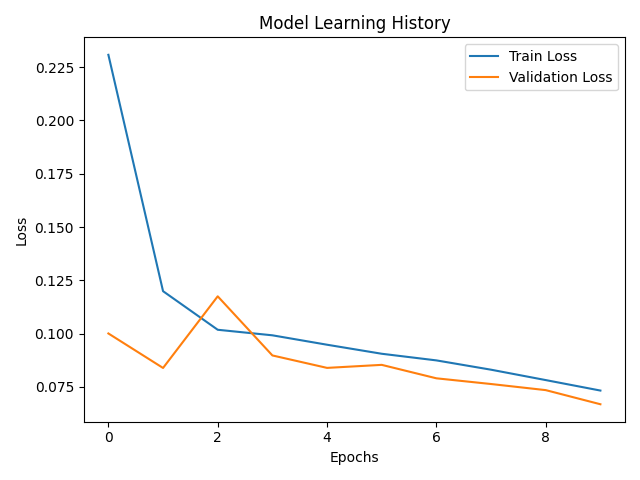 Model Learning History
Train Loss
Validation Loss
0.225
0.200
0.175
0.150
0.125
0.100
0.075
Loss
0 2 4 6 8
Epochs